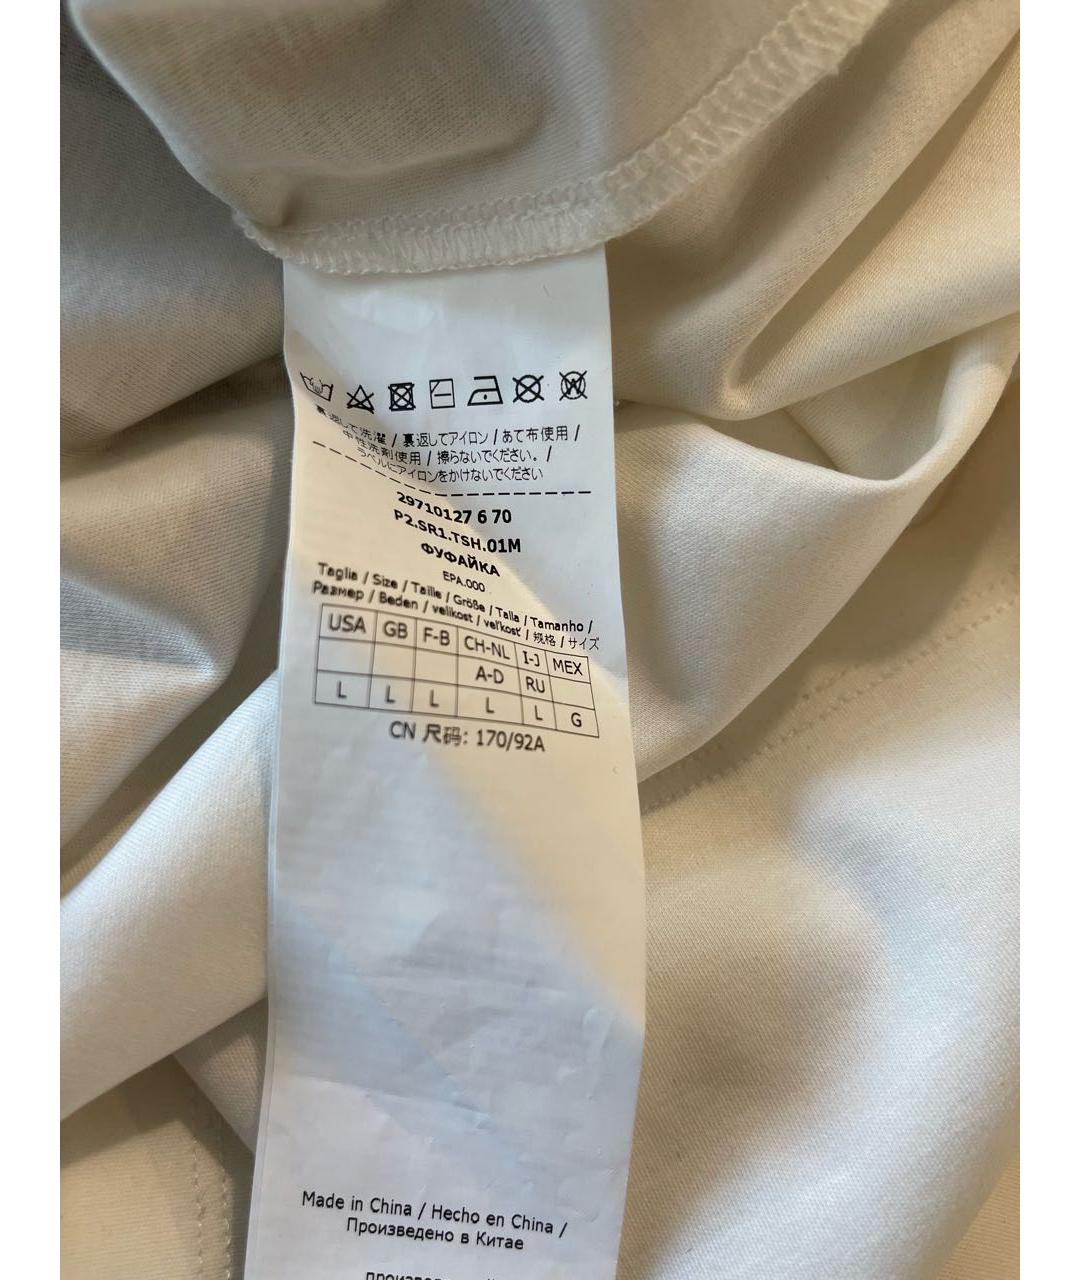 裏返して洗濯 / 裏返してアイロン / あて布使用 /
中性洗剤使用 / 擦らないでください。 /
ラベルにアイロンをかけないでください
29710127 6 70
P2.SR1.TSH.01M
ФУФАЙКА
EPA.000
Taglia / Size / Taille / Größe / Talla / Tamanho /
Размер / Beden / velikost / veľkosť / 规格 / サイズ
USA GB F-B CH-NL I-J MEX
A-D RU
L L L L L G
CN 尺码: 170/92A
Made in China / Hecho en China /
Произведено в Китае